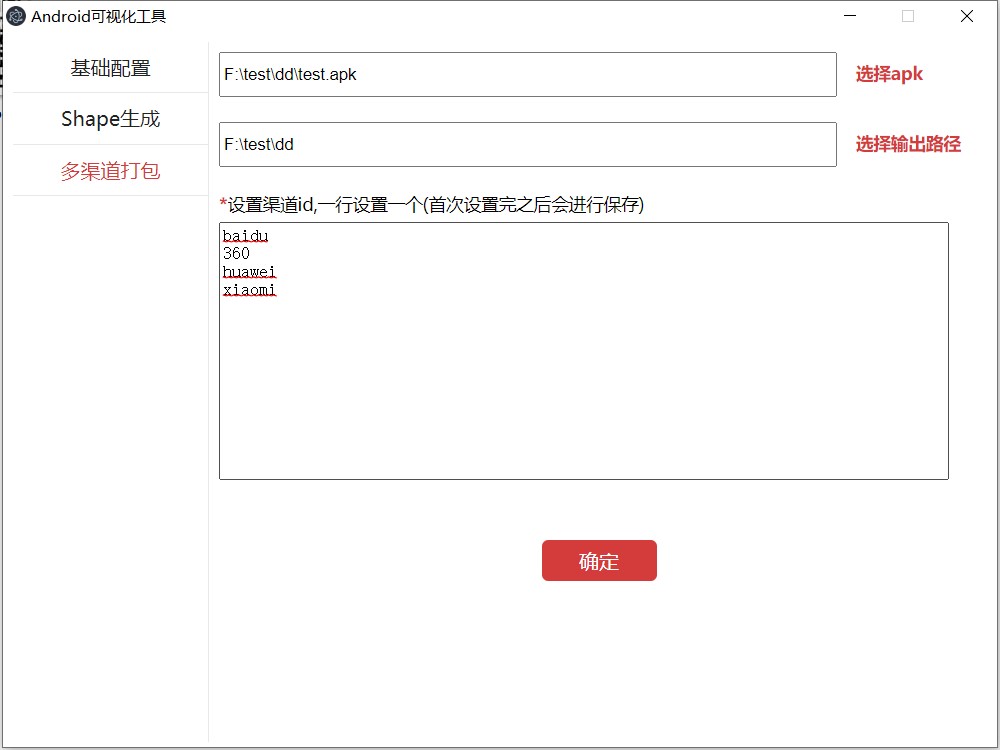 Android可视化工具
基础配置
Shape生成
多渠道打包
F:\test\dd\test.apk
选择apk
F:\test\dd
选择输出路径
*设置渠道id,一行设置一个(首次设置完之后会进行保存)
baidu
360
huawei
xiaomi
确定